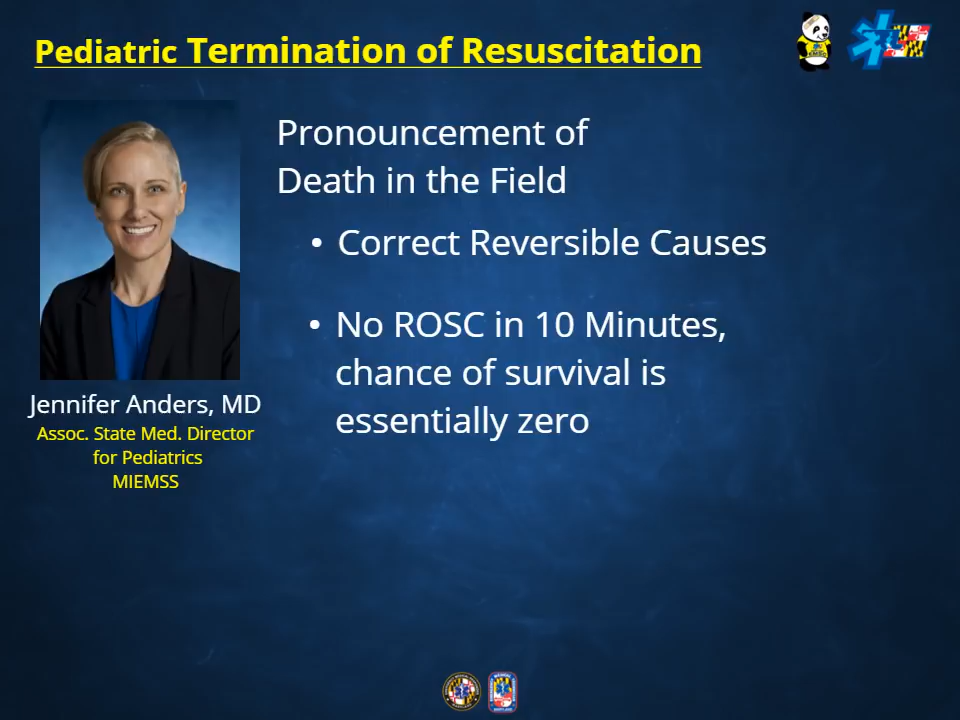 Pediatric Termination of Resuscitation
Pronouncement of
Death in the Field
• Correct Reversible Causes
• No ROSC in 10 Minutes,
chance of survival is
essentially zero
Jennifer Anders, MD
Assoc. State Med. Director
for Pediatrics
MIEMSS